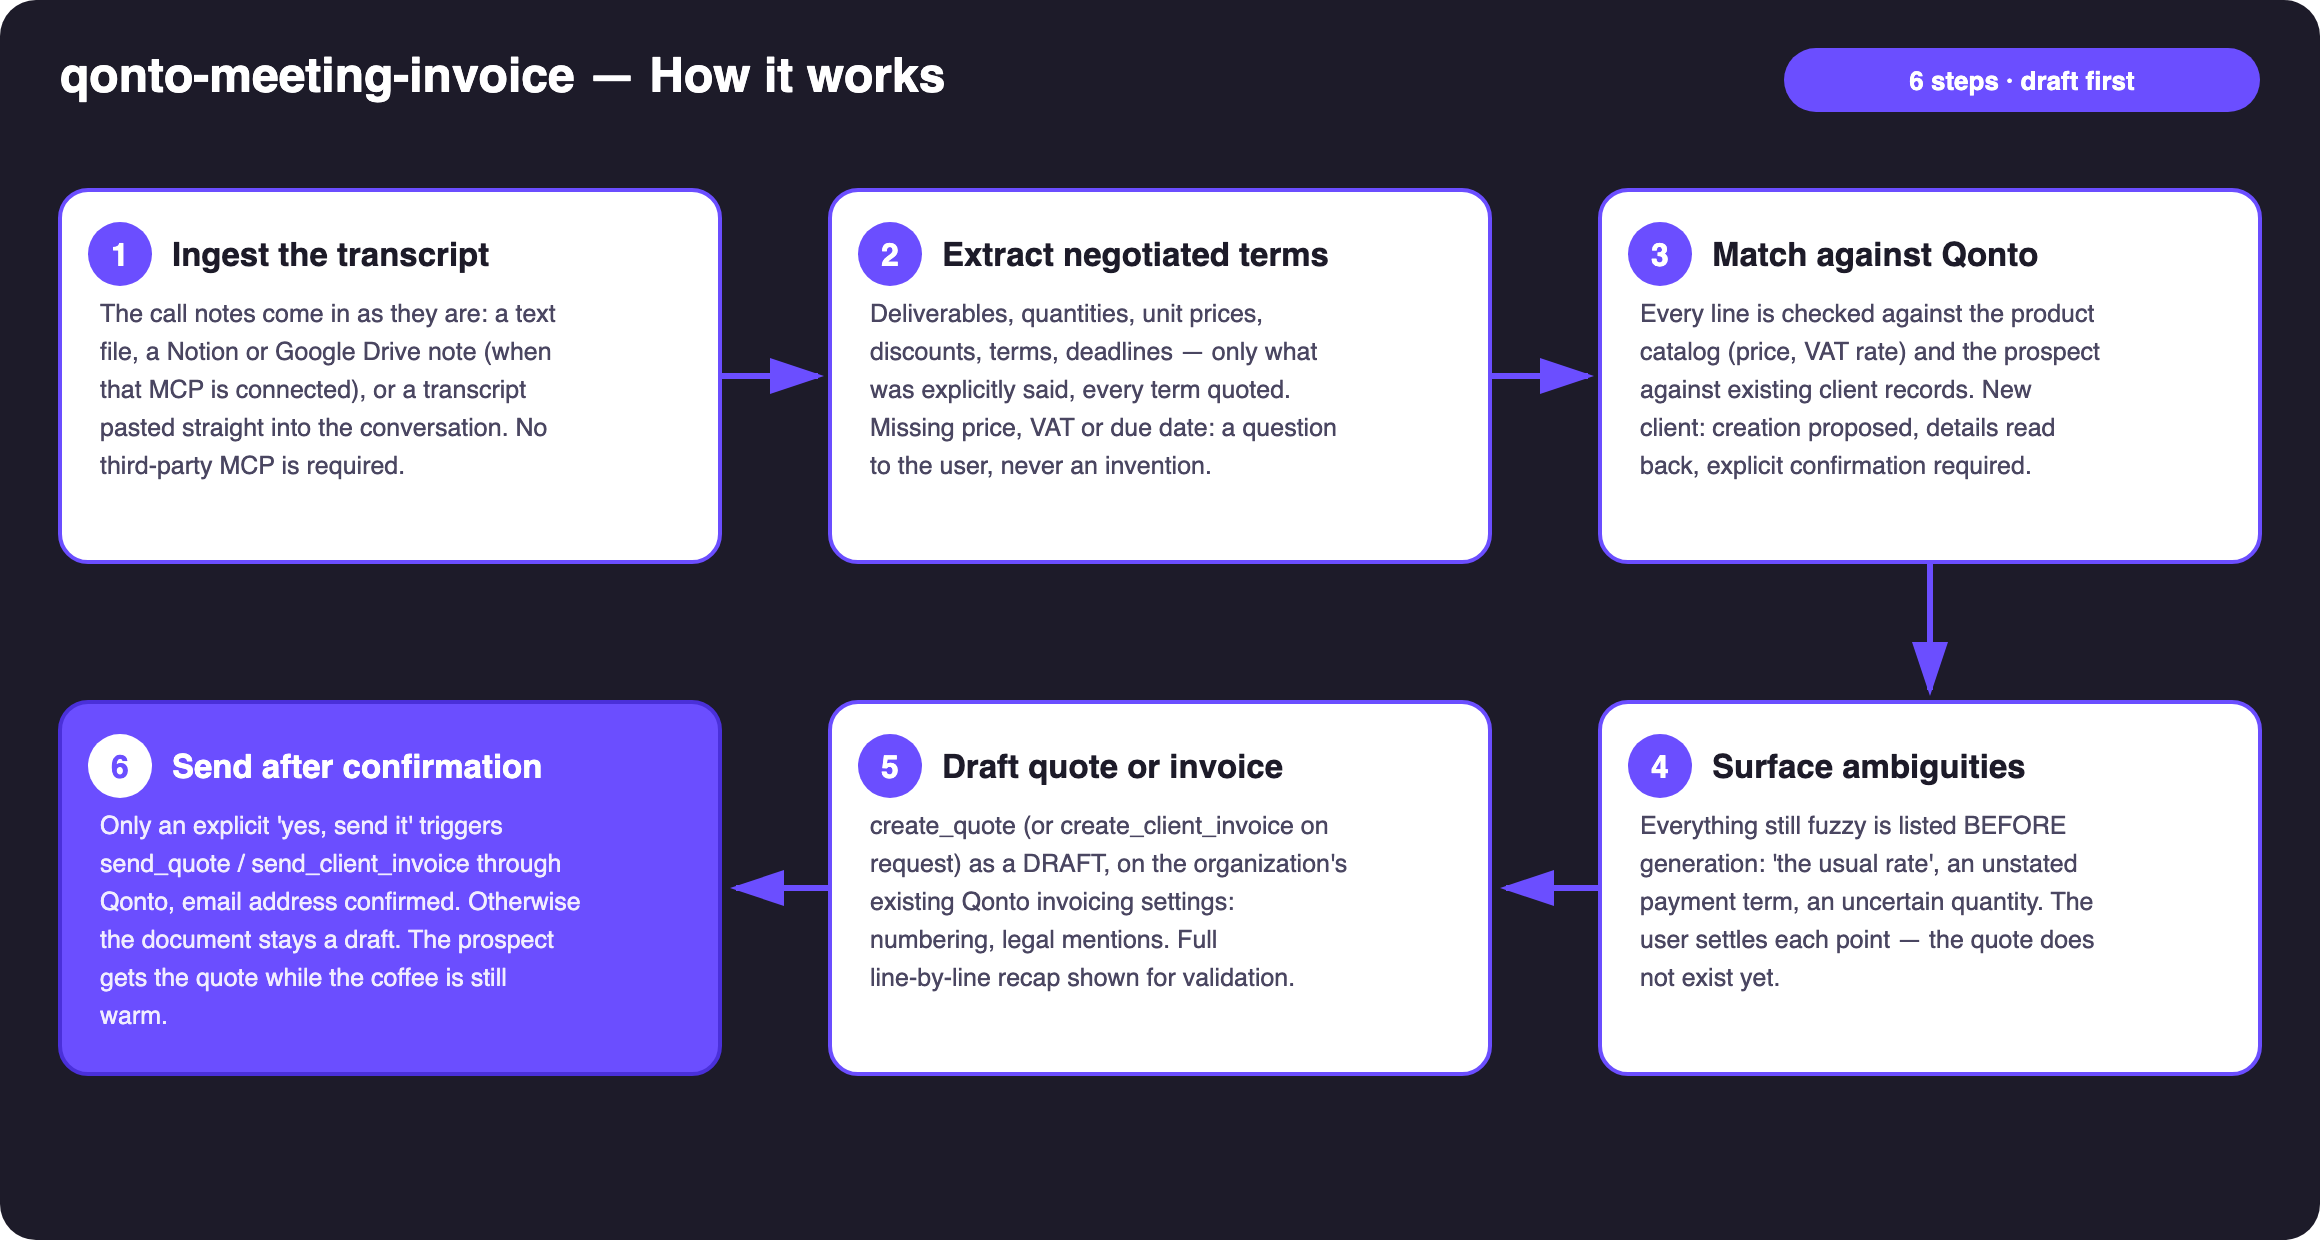 qonto-meeting-invoice — How it works
6 steps · draft first
1 Ingest the transcript
The call notes come in as they are: a text
file, a Notion or Google Drive note (when
that MCP is connected), or a transcript
pasted straight into the conversation. No
third-party MCP is required.
2 Extract negotiated terms
Deliverables, quantities, unit prices,
discounts, terms, deadlines — only what
was explicitly said, every term quoted.
Missing price, VAT or due date: a question
to the user, never an invention.
3 Match against Qonto
Every line is checked against the product
catalog (price, VAT rate) and the prospect
against existing client records. New
client: creation proposed, details read
back, explicit confirmation required.
4 Surface ambiguities
Everything still fuzzy is listed BEFORE
generation: 'the usual rate', an unstated
payment term, an uncertain quantity. The
user settles each point — the quote does
not exist yet.
5 Draft quote or invoice
create_quote (or create_client_invoice on
request) as a DRAFT, on the organization's
existing Qonto invoicing settings:
numbering, legal mentions. Full
line-by-line recap shown for validation.
6 Send after confirmation
Only an explicit 'yes, send it' triggers
send_quote / send_client_invoice through
Qonto, email address confirmed. Otherwise
the document stays a draft. The prospect
gets the quote while the coffee is still
warm.